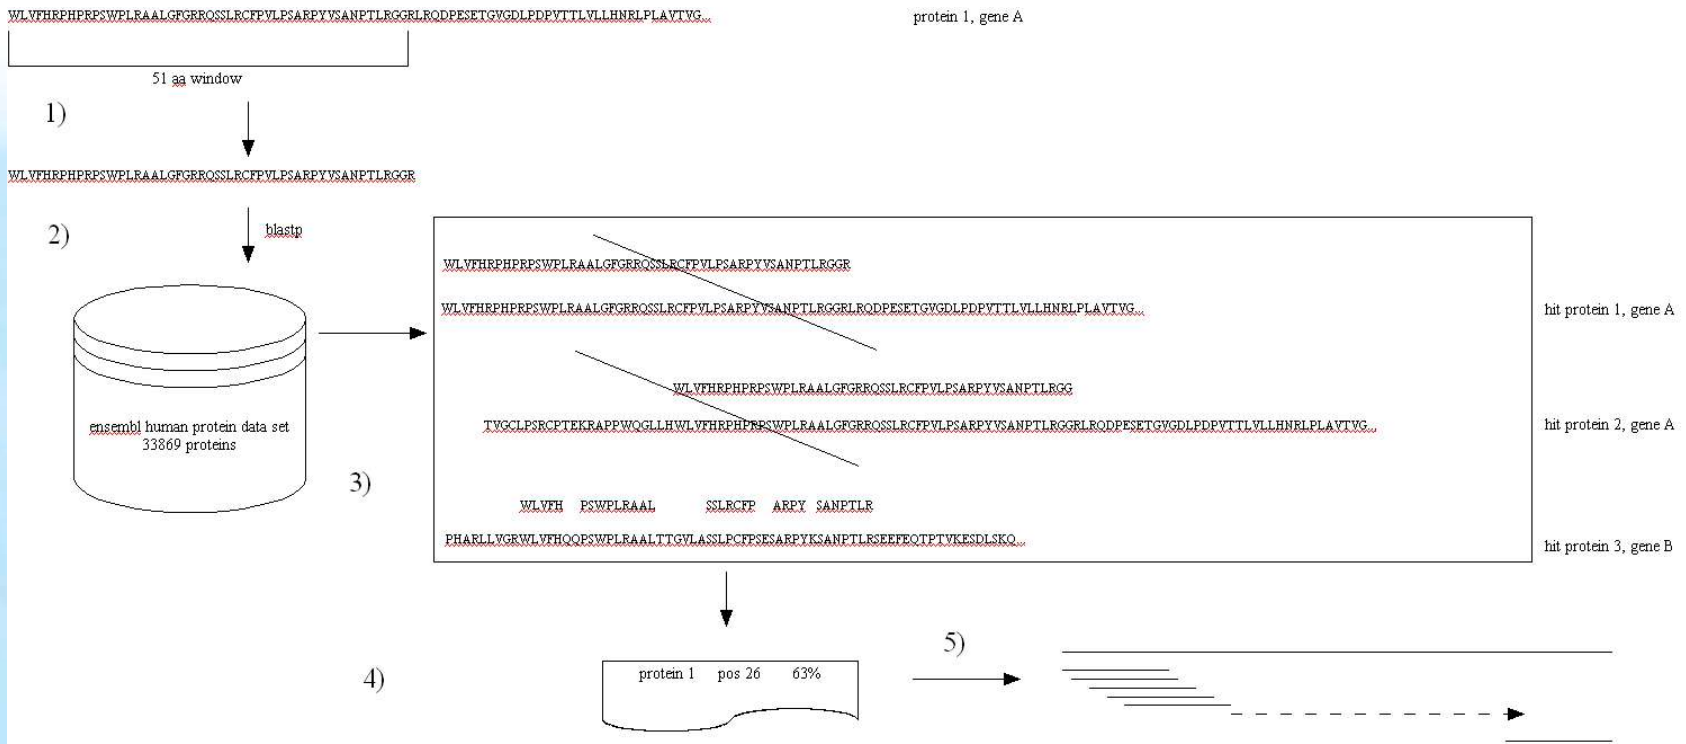 WLVFHRPHPRPSWPLRAALGFGRRQSSLRCFPVLPSARPYVSANPTLRGGRLRQDPESETGVGDLPDPVTTLVLLHNRLPLAVTVG... protein 1, gene A
51 aa window
1)
WLVFHRPHPRPSWPLRAALGFGRRQSSLRCFPVLPSARPYVSANPTLRGGR
2)
blastp
WLVFHRPHPRPSWPLRAALGFGRRQSSLRCFPVLPSARPYVSANPTLRGGR
WLVFHRPHPRPSWPLRAALGFGRRQSSLRCFPVLPSARPYVSANPTLRGGRLRQDPESETGVGDLPDPVTTLVLLHNRLPLAVTVG... hit protein 1, gene A
WLVFHRPHPRPSWPLRAALGFGRRQSSLRCFPVLPSARPYVSANPTLRGG
TVGCLPSRCPTEKRAPPWQGLLHWLVFHRPHPRPSWPLRAALGFGRRQSSLRCFPVLPSARPYVSANPTLRGGRLRQDPESETGVGDLPDPVTTLVLLHNRLPLAVTVG... hit protein 2, gene A
ensembl human protein data set
33869 proteins
3)
WLVFH PSWPLRAAL SSLRCFP ARPY SANPTLR
PHARLLVGRWLVFHQQPSWPLRAALTTGVLASSLPCFPSESARPYKSANPTLRSEEFEQTPTVKESDLSKQ... hit protein 3, gene B
4)
protein 1 pos 26 63%
5)